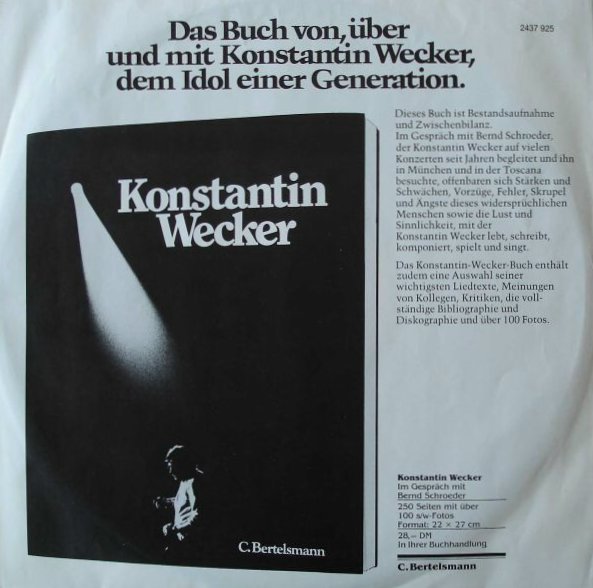 Das Buch von, über
und mit Konstantin Wecker,
dem Idol einer Generation.
2437 925
Konstantin
Wecker
C. Bertelsmann
Dieses Buch ist Bestandsaufnahme
und Zwischenbilanz.
Im Gespräch mit Bernd Schroeder,
der Konstantin Wecker auf vielen
Konzerten seit Jahren begleitet und ihn
in München und in der Toscana
besuchte, offenbaren sich Stärken und
Schwächen, Vorzüge, Fehler, Skrupel
und Ängste dieses widersprüchlichen
Menschen sowie die Lust und
Sinnlichkeit, mit der
Konstantin Wecker lebt, schreibt,
komponiert, spielt und singt.
Das Konstantin-Wecker-Buch enthält
zudem eine Auswahl seiner
wichtigsten Liedtexte, Meinungen
von Kollegen, Kritiken, die voll-
ständige Bibliographie und
Diskographie und über 100 Fotos.
Konstantin Wecker
Im Gespräch mit
Bernd Schroeder
250 Seiten mit über
100 s/w-Fotos
Format: 22 × 27 cm
28,– DM
In Ihrer Buchhandlung
C. Bertelsmann